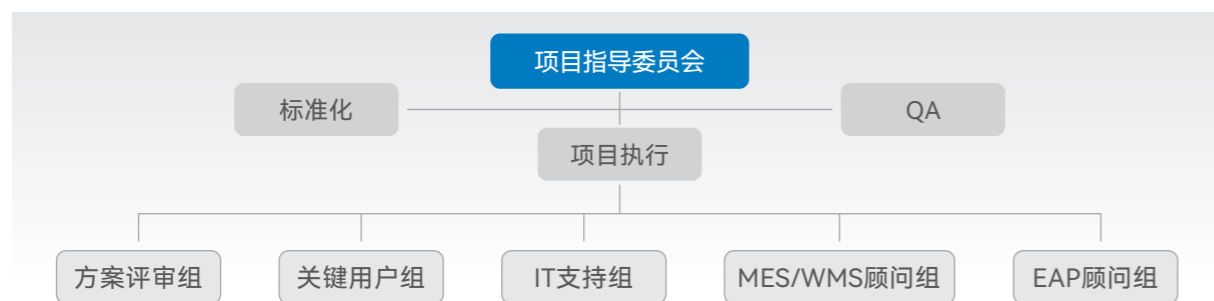 项目指导委员会
标准化
QA
项目执行
方案评审组
关键用户组
IT支持组
MES/WMS顾问组
EAP顾问组